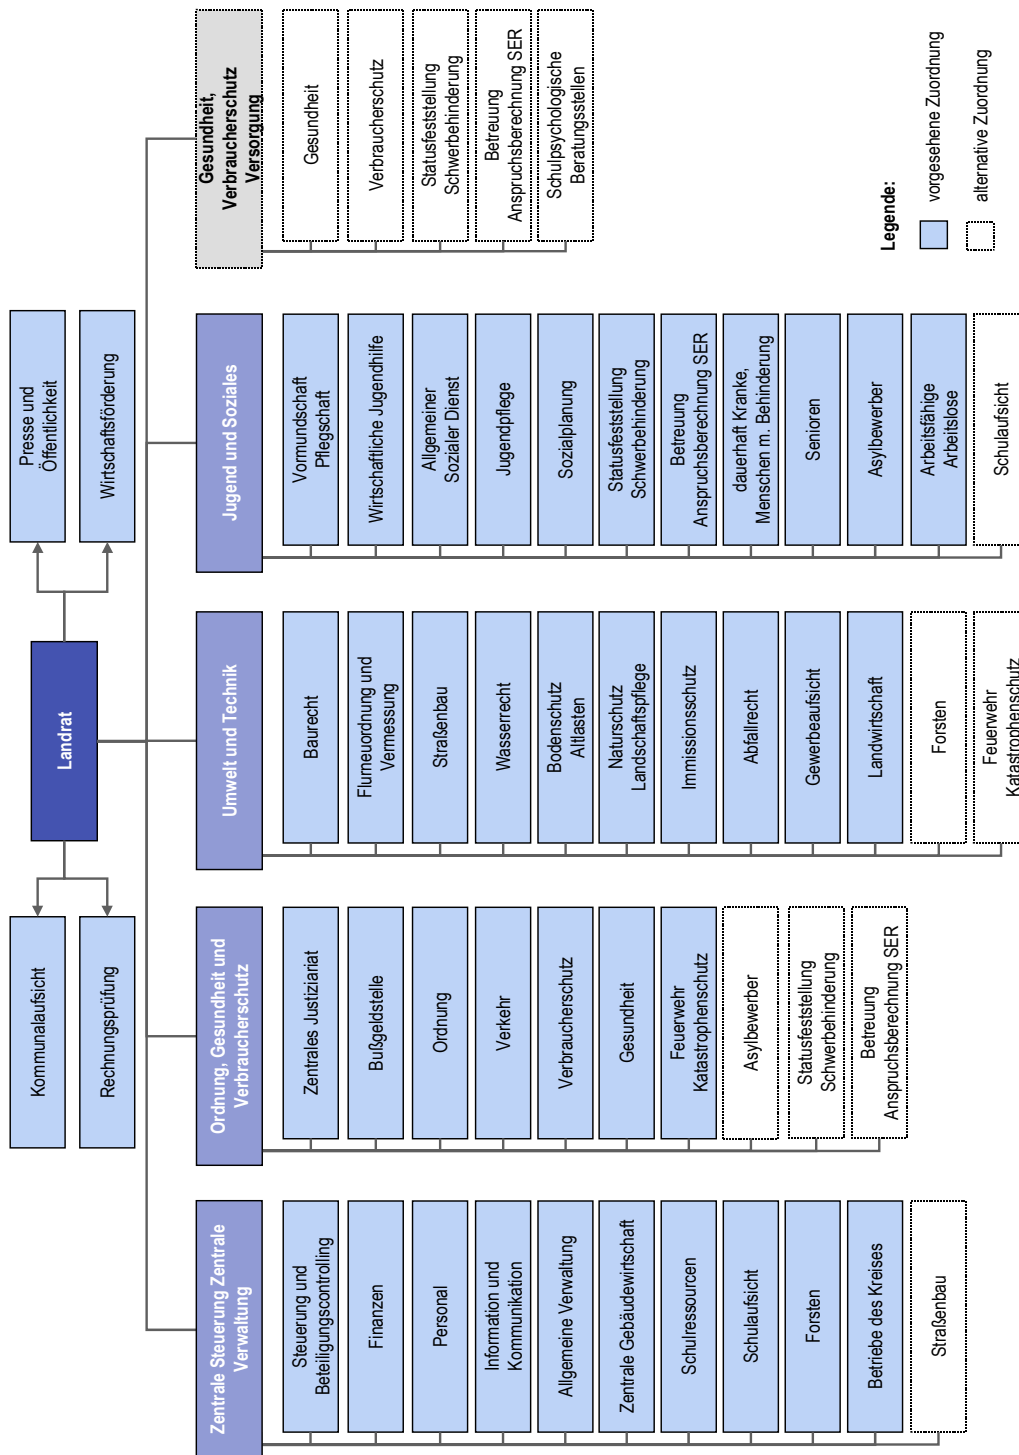 Landrat
Kommunalaufsicht
Rechnungsprüfung
Presse und
Öffentlichkeit
Wirtschaftsförderung
Zentrale Steuerung Zentrale
Verwaltung
Steuerung und
Beteiligungscontrolling
Finanzen
Personal
Information und
Kommunikation
Allgemeine Verwaltung
Zentrale Gebäudewirtschaft
Schulressourcen
Schulaufsicht
Forsten
Betriebe des Kreises
Straßenbau
Ordnung, Gesundheit und
Verbraucherschutz
Zentrales Justiziariat
Bußgeldstelle
Ordnung
Verkehr
Verbraucherschutz
Gesundheit
Feuerwehr
Katastrophenschutz
Asylbewerber
Statusfeststellung
Schwerbehinderung
Betreuung
Anspruchsberechnung SER
Umwelt und Technik
Baurecht
Flurneuordnung und
Vermessung
Straßenbau
Wasserrecht
Bodenschutz
Altlasten
Naturschutz
Landschaftspflege
Immissionsschutz
Abfallrecht
Gewerbeaufsicht
Landwirtschaft
Forsten
Feuerwehr
Katastrophenschutz
Jugend und Soziales
Vormundschaft
Pflegschaft
Wirtschaftliche Jugendhilfe
Allgemeiner
Sozialer Dienst
Jugendpflege
Sozialplanung
Statusfeststellung
Schwerbehinderung
Betreuung
Anspruchsberechnung SER
dauerhaft Kranke,
Menschen m. Behinderung
Senioren
Asylbewerber
Arbeitsfähige
Arbeitslose
Schulaufsicht
Gesundheit,
Verbraucherschutz
Versorgung
Gesundheit
Verbraucherschutz
Statusfeststellung
Schwerbehinderung
Betreuung
Anspruchsberechnung SER
Schulpsychologische
Beratungsstellen
Legende:
vorgesehene Zuordnung
alternative Zuordnung